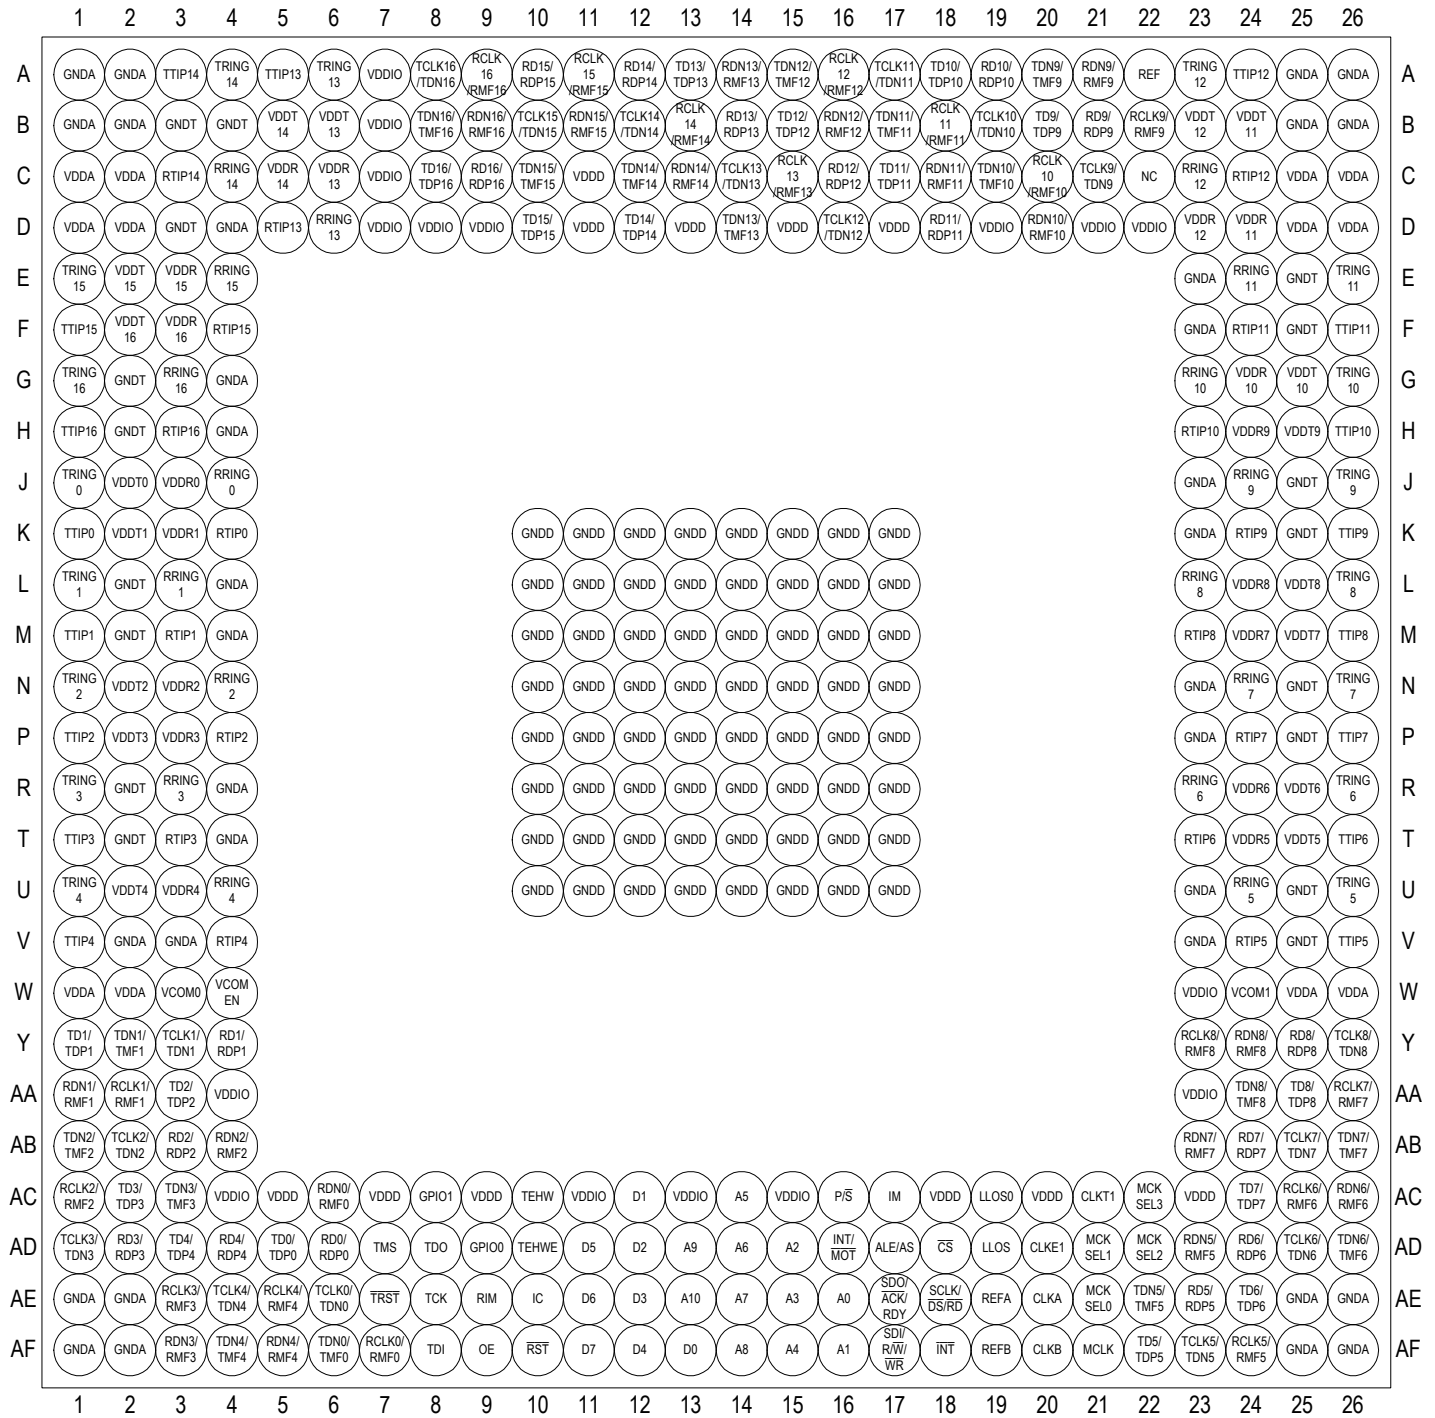 1 2 3 4 5 6 7 8 9 10 11 12 13 14 15 16 17 18 19 20 21 22 23 24 25 26
A GNDA GNDA TTIP14 TRING 14 TTIP13 TRING 13 VDDIO TCLK16 /TDN16 RCLK 16 /RMF16 RD15/ RDP15 RCLK 15 /RMF15 RD14/ RDP14 TD13/ TDP13 RDN13/ RMF13 TDN12/ TMF12 RCLK 12 /RMF12 TCLK11 /TDN11 TD10/ TDP10 RD10/ RDP10 TDN9/ TMF9 RDN9/ RMF9 REF TRING 12 TTIP12 GNDA GNDA A
B GNDA GNDA GNDT GNDT VDDT 14 VDDT 13 VDDIO TDN16/ TMF16 RDN16/ RMF16 TCLK15 /TDN15 RDN15/ RMF15 TCLK14 /TDN14 RCLK 14 /RMF14 RD13/ RDP13 TD12/ TDP12 RDN12/ RMF12 TDN11/ TMF11 RCLK 11 /RMF11 TCLK10 /TDN10 TD9/ TDP9 RD9/ RDP9 RCLK9/ RMF9 VDDT 12 VDDT 11 GNDA GNDA B
C VDDA VDDA RTIP14 RRING 14 VDDR 14 VDDR 13 VDDIO TD16/ TDP16 RD16/ RDP16 TDN15/ TMF15 VDDD TDN14/ TMF14 RDN14/ RMF14 TCLK13 /TDN13 RCLK 13 /RMF13 RD12/ RDP12 TD11/ TDP11 RDN11/ RMF11 TDN10/ TMF10 RCLK 10 /RMF10 TCLK9/ TDN9 NC RRING 12 RTIP12 VDDA VDDA C
D VDDA VDDA GNDT GNDA RTIP13 RRING 13 VDDIO VDDIO VDDIO TD15/ TDP15 VDDD TD14/ TDP14 VDDD TDN13/ TMF13 VDDD TCLK12 /TDN12 VDDD RD11/ RDP11 VDDIO RDN10/ RMF10 VDDIO VDDIO VDDR 12 VDDR 11 VDDA VDDA D
E TRING 15 VDDT 15 VDDR 15 RRING 15 GNDA RRING 11 GNDT TRING 11 E
F TTIP15 VDDT 16 VDDR 16 RTIP15 GNDA RTIP11 GNDT TTIP11 F
G TRING 16 GNDT RRING 16 GNDA RRING 10 VDDR 10 VDDT 10 TRING 10 G
H TTIP16 GNDT RTIP16 GNDA RTIP10 VDDR9 VDDT9 TTIP10 H
J TRING 0 VDDT0 VDDR0 RRING 0 GNDA RRING 9 GNDT TRING 9 J
K TTIP0 VDDT1 VDDR1 RTIP0 GNDD GNDD GNDD GNDD GNDD GNDD GNDD GNDD GNDA RTIP9 GNDT TTIP9 K
L TRING 1 GNDT RRING 1 GNDA GNDD GNDD GNDD GNDD GNDD GNDD GNDD GNDD RRING 8 VDDR8 VDDT8 TRING 8 L
M TTIP1 GNDT RTIP1 GNDA GNDD GNDD GNDD GNDD GNDD GNDD GNDD GNDD RTIP8 VDDR7 VDDT7 TTIP8 M
N TRING 2 VDDT2 VDDR2 RRING 2 GNDD GNDD GNDD GNDD GNDD GNDD GNDD GNDD GNDA RRING 7 GNDT TRING 7 N
P TTIP2 VDDT3 VDDR3 RTIP2 GNDD GNDD GNDD GNDD GNDD GNDD GNDD GNDD GNDA RTIP7 GNDT TTIP7 P
R TRING 3 GNDT RRING 3 GNDA GNDD GNDD GNDD GNDD GNDD GNDD GNDD GNDD RRING 6 VDDR6 VDDT6 TRING 6 R
T TTIP3 GNDT RTIP3 GNDA GNDD GNDD GNDD GNDD GNDD GNDD GNDD GNDD RTIP6 VDDR5 VDDT5 TTIP6 T
U TRING 4 VDDT4 VDDR4 RRING 4 GNDD GNDD GNDD GNDD GNDD GNDD GNDD GNDD GNDA RRING 5 GNDT TRING 5 U
V TTIP4 GNDA GNDA RTIP4 GNDA RTIP5 GNDT TTIP5 V
W VDDA VDDA VCOM0 VCOM EN VDDIO VCOM1 VDDA VDDA W
Y TD1/ TDP1 TDN1/ TMF1 TCLK1/ TDN1 RD1/ RDP1 RCLK8/ RMF8 RDN8/ RMF8 RD8/ RDP8 TCLK8/ TDN8 Y
AA RDN1/ RMF1 RCLK1/ RMF1 TD2/ TDP2 VDDIO VDDIO TDN8/ TMF8 TD8/ TDP8 RCLK7/ RMF7 AA
AB TDN2/ TMF2 TCLK2/ TDN2 RD2/ RDP2 RDN2/ RMF2 RDN7/ RMF7 RD7/ RDP7 TCLK7/ TDN7 TDN7/ TMF7 AB
AC RCLK2/ RMF2 TD3/ TDP3 TDN3/ TMF3 VDDIO VDDD RDN0/ RMF0 VDDD GPIO1 VDDD TEHW VDDIO D1 VDDIO A5 VDDIO P/S̅ IM VDDD LLOS0 VDDD CLKT1 MCK SEL3 VDDD TD7/ TDP7 RCLK6/ RMF6 RDN6/ RMF6 AC
AD TCLK3/ TDN3 RD3/ RDP3 TD4/ TDP4 RD4/ RDP4 TD0/ TDP0 RD0/ RDP0 TMS TDO GPIO0 TEHWE D5 D2 A9 A6 A2 INT/ M̅O̅T̅ ALE/AS C̅S̅ LLOS CLKE1 MCK SEL1 MCK SEL2 RDN5/ RMF5 RD6/ RDP6 TCLK6/ TDN6 TDN6/ TMF6 AD
AE GNDA GNDA RCLK3/ RMF3 TCLK4/ TDN4 RCLK4/ RMF4 TCLK0/ TDN0 T̅R̅S̅T̅ TCK RIM IC D6 D3 A10 A7 A3 A0 SDO/ A̅C̅K̅/ RDY SCLK/ D̅S̅/R̅D̅ REFA CLKA MCK SEL0 TDN5/ TMF5 RD5/ RDP5 TD6/ TDP6 GNDA GNDA AE
AF GNDA GNDA RDN3/ RMF3 TDN4/ TMF4 RDN4/ RMF4 TDN0/ TMF0 RCLK0/ RMF0 TDI OE R̅S̅T̅ D7 D4 D0 A8 A4 A1 SDI/ R/W̅/ W̅R̅ I̅N̅T̅ REFB CLKB MCLK TD5/ TDP5 TCLK5/ TDN5 RCLK5/ RMF5 GNDA GNDA AF
1 2 3 4 5 6 7 8 9 10 11 12 13 14 15 16 17 18 19 20 21 22 23 24 25 26